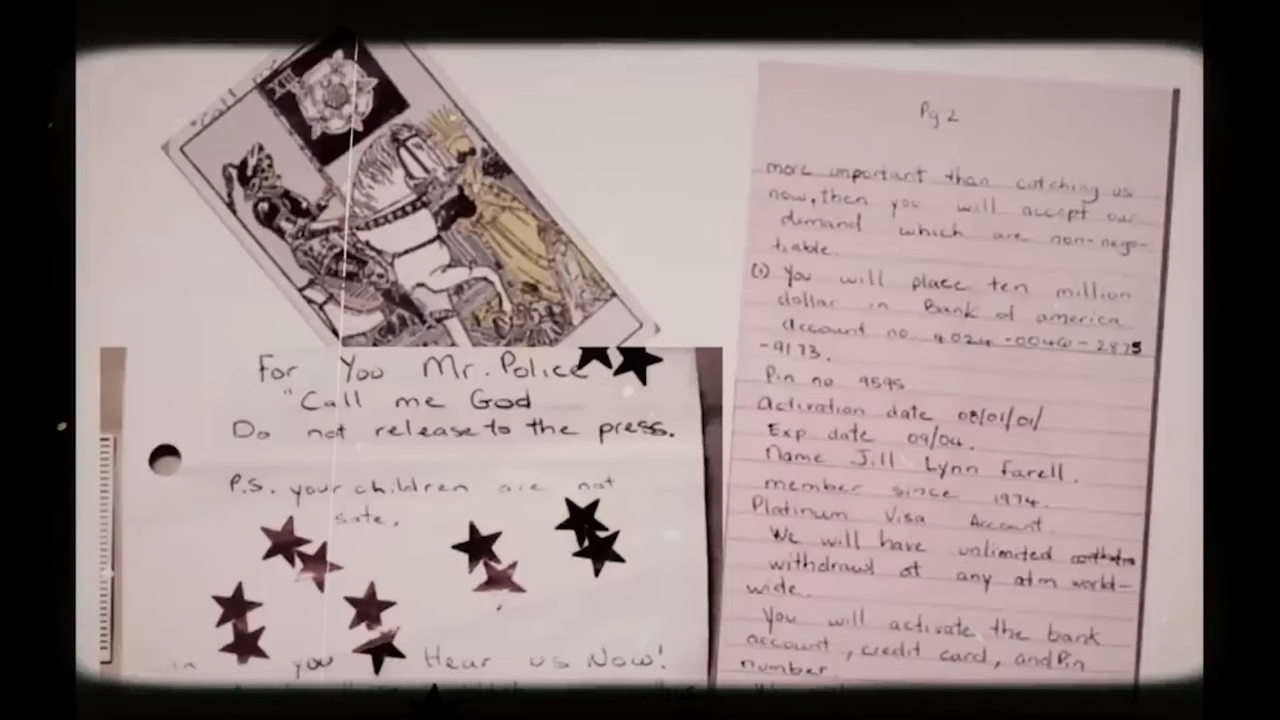 XIII
For You Mr. Police
"Call me God
Do not release to the press.
P.S. your children are not
safe.
you Hear us Now!
Pg 2
more important than catching us
now, then you will accept our
demand which are non-nego-
tiable.
(1) You will place ten million
dollar in Bank of america
account no. 4024-0046-2875
-9173.
Pin no. 9595
Activation date 08/01/01/
Exp date 09/04.
Name Jill Lynn Farell.
member since 1974.
Platinum Visa Account.
We will have unlimited
withdrawl at any atm world-
wide.
You will activate the bank
account, credit card, and Pin
number.